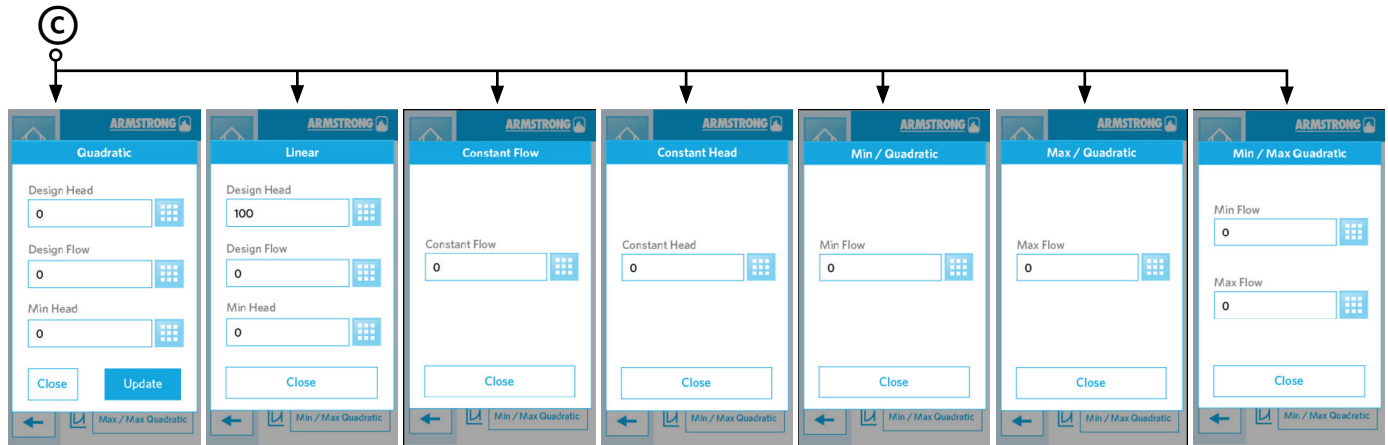 C
ARMSTRONG
Quadratic
Design Head
0
Design Flow
0
Min Head
0
Close Update
Max / Max Quadratic
ARMSTRONG
Linear
Design Head
100
Design Flow
0
Min Head
0
Close
Min / Max Quadratic
ARMSTRONG
Constant Flow
Constant Flow
0
Close
Min / Max Quadratic
ARMSTRONG
Constant Head
Constant Head
0
Close
Min / Max Quadratic
ARMSTRONG
Min / Quadratic
Min Flow
0
Close
Min / Max Quadratic
ARMSTRONG
Max / Quadratic
Max Flow
0
Close
Min / Max Quadratic
ARMSTRONG
Min / Max Quadratic
Min Flow
0
Max Flow
0
Close
Min / Max Quadratic